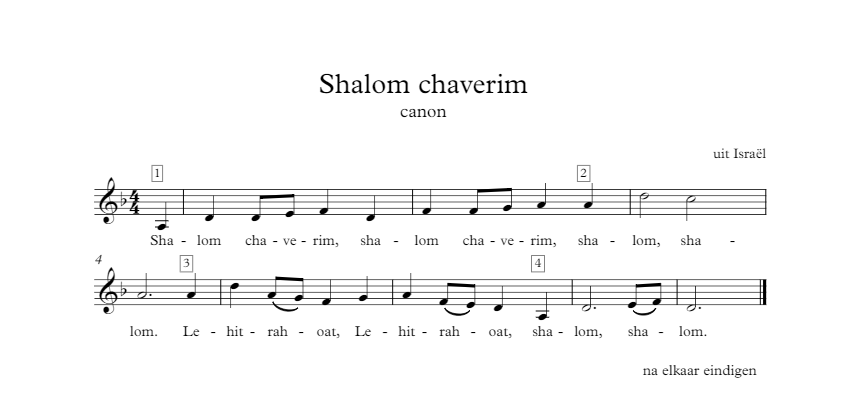 Shalom chaverim
canon
uit Israël
1 2
Sha - lom cha - ve - rim, sha - lom cha - ve - rim, sha - lom, sha -
4 3 4
lom. Le - hit - rah - oat, Le - hit - rah - oat, sha - lom, sha - lom.
na elkaar eindigen